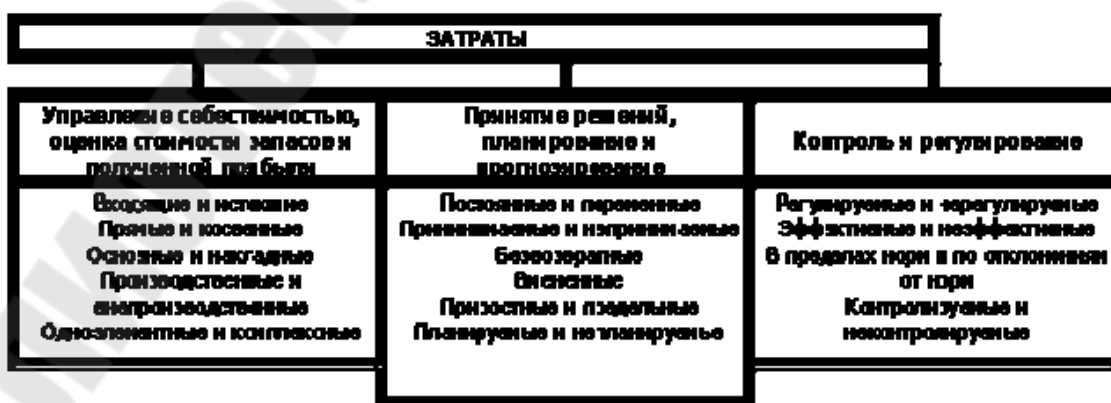 ЗАТРАТЫ
Управление себестоимостью,
оценка стоимости запасов и
полученной прибыли
Принятие решений,
планирование и
прогнозирование
Контроль и регулирование
Входящие и истекшие
Прямые и косвенные
Основные и накладные
Производственные и
внепроизводственные
Одноэлементные и комплексные
Постоянные и переменные
Принимаемые и непринимаемые
Безвозвратные
Вмененные
Приростные и предельные
Планируемые и непланируемые
Регулируемые и нерегулируемые
Эффективные и неэффективные
В пределах норм и по отклонениям
от норм
Контролируемые и
неконтролируемые